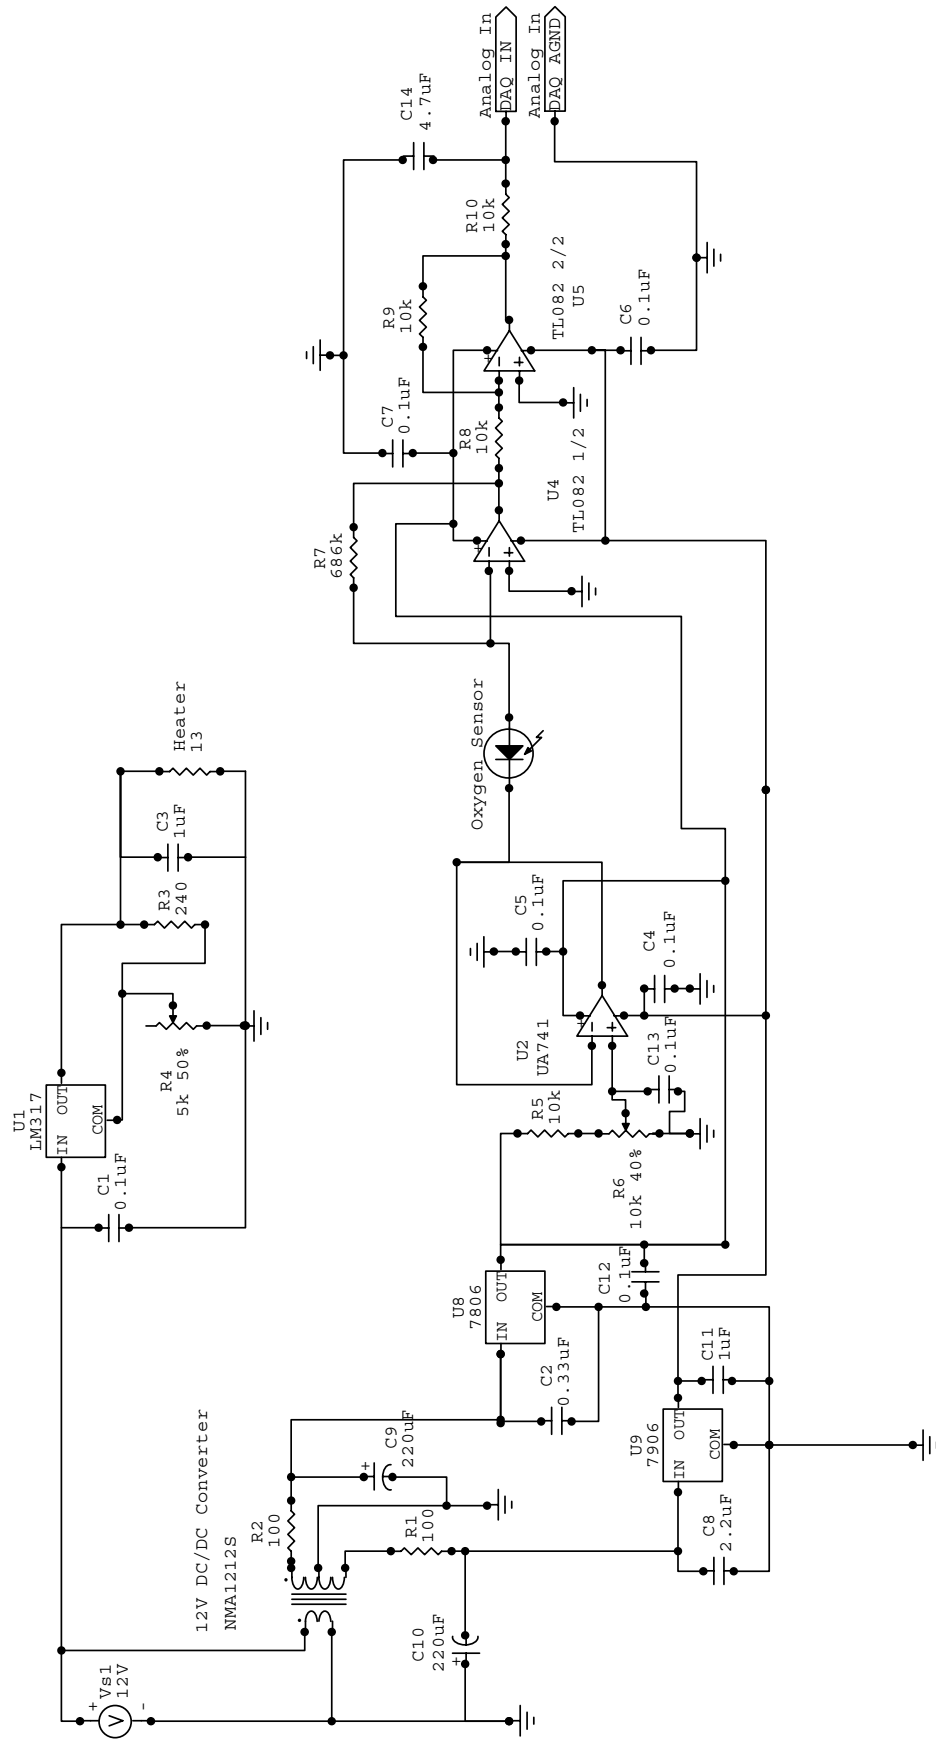 Vs1
12V
+
-
12V DC/DC Converter
NMA1212S
C10
220uF
+
R2
100
R1
100
C9
220uF
+
C8
2.2uF
U9
7906
IN OUT
COM
C11
1uF
C2
0.33uF
U8
7806
IN OUT
COM
C12
0.1uF
C1
0.1uF
U1
LM317
IN OUT
COM
R4
5k 50%
R3
240
C3
1uF
Heater
13
R6
10k 40%
R5
10k
C13
0.1uF
U2
UA741
C4
0.1uF
C5
0.1uF
Oxygen Sensor
R7
686k
U4
TL082 1/2
R8
10k
C7
0.1uF
R9
10k
TL082 2/2
U5
C6
0.1uF
R10
10k
C14
4.7uF
Analog In
DAQ IN
Analog In
DAQ AGND